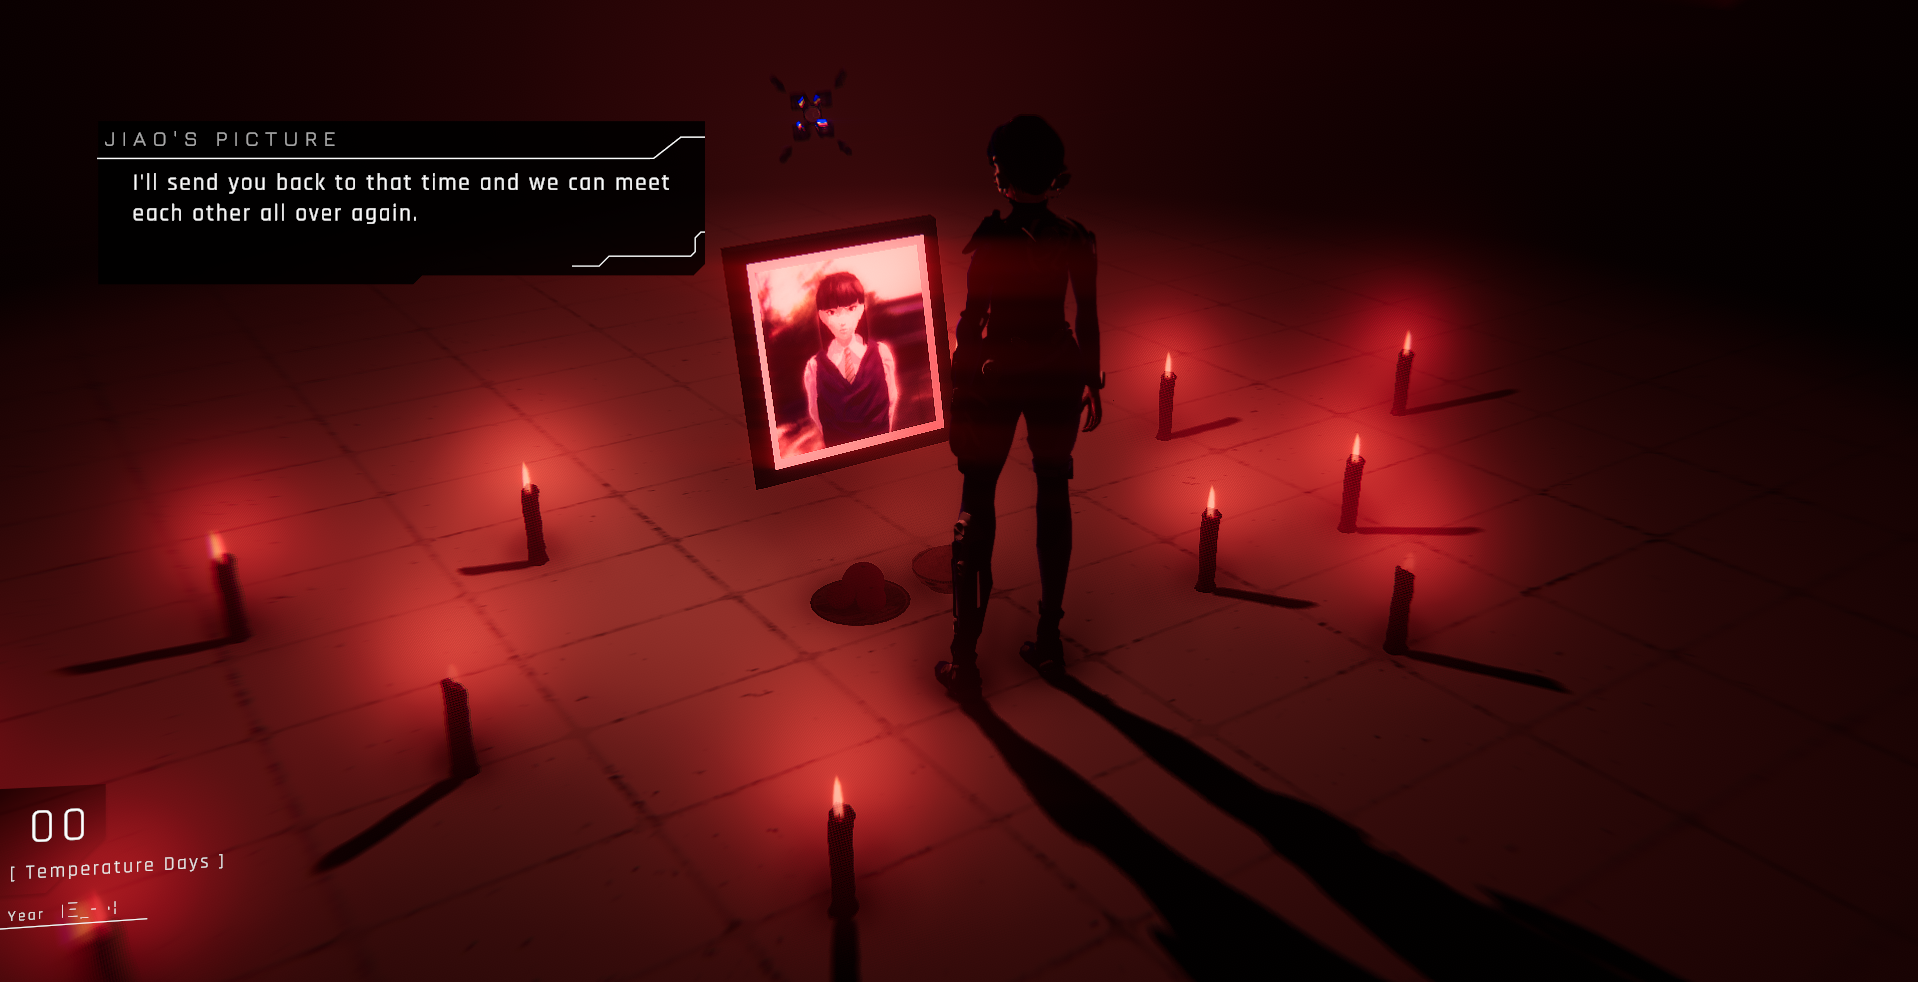 JIAO'S PICTURE
I'll send you back to that time and we can meet
each other all over again.
00
[ Temperature Days ]
Year